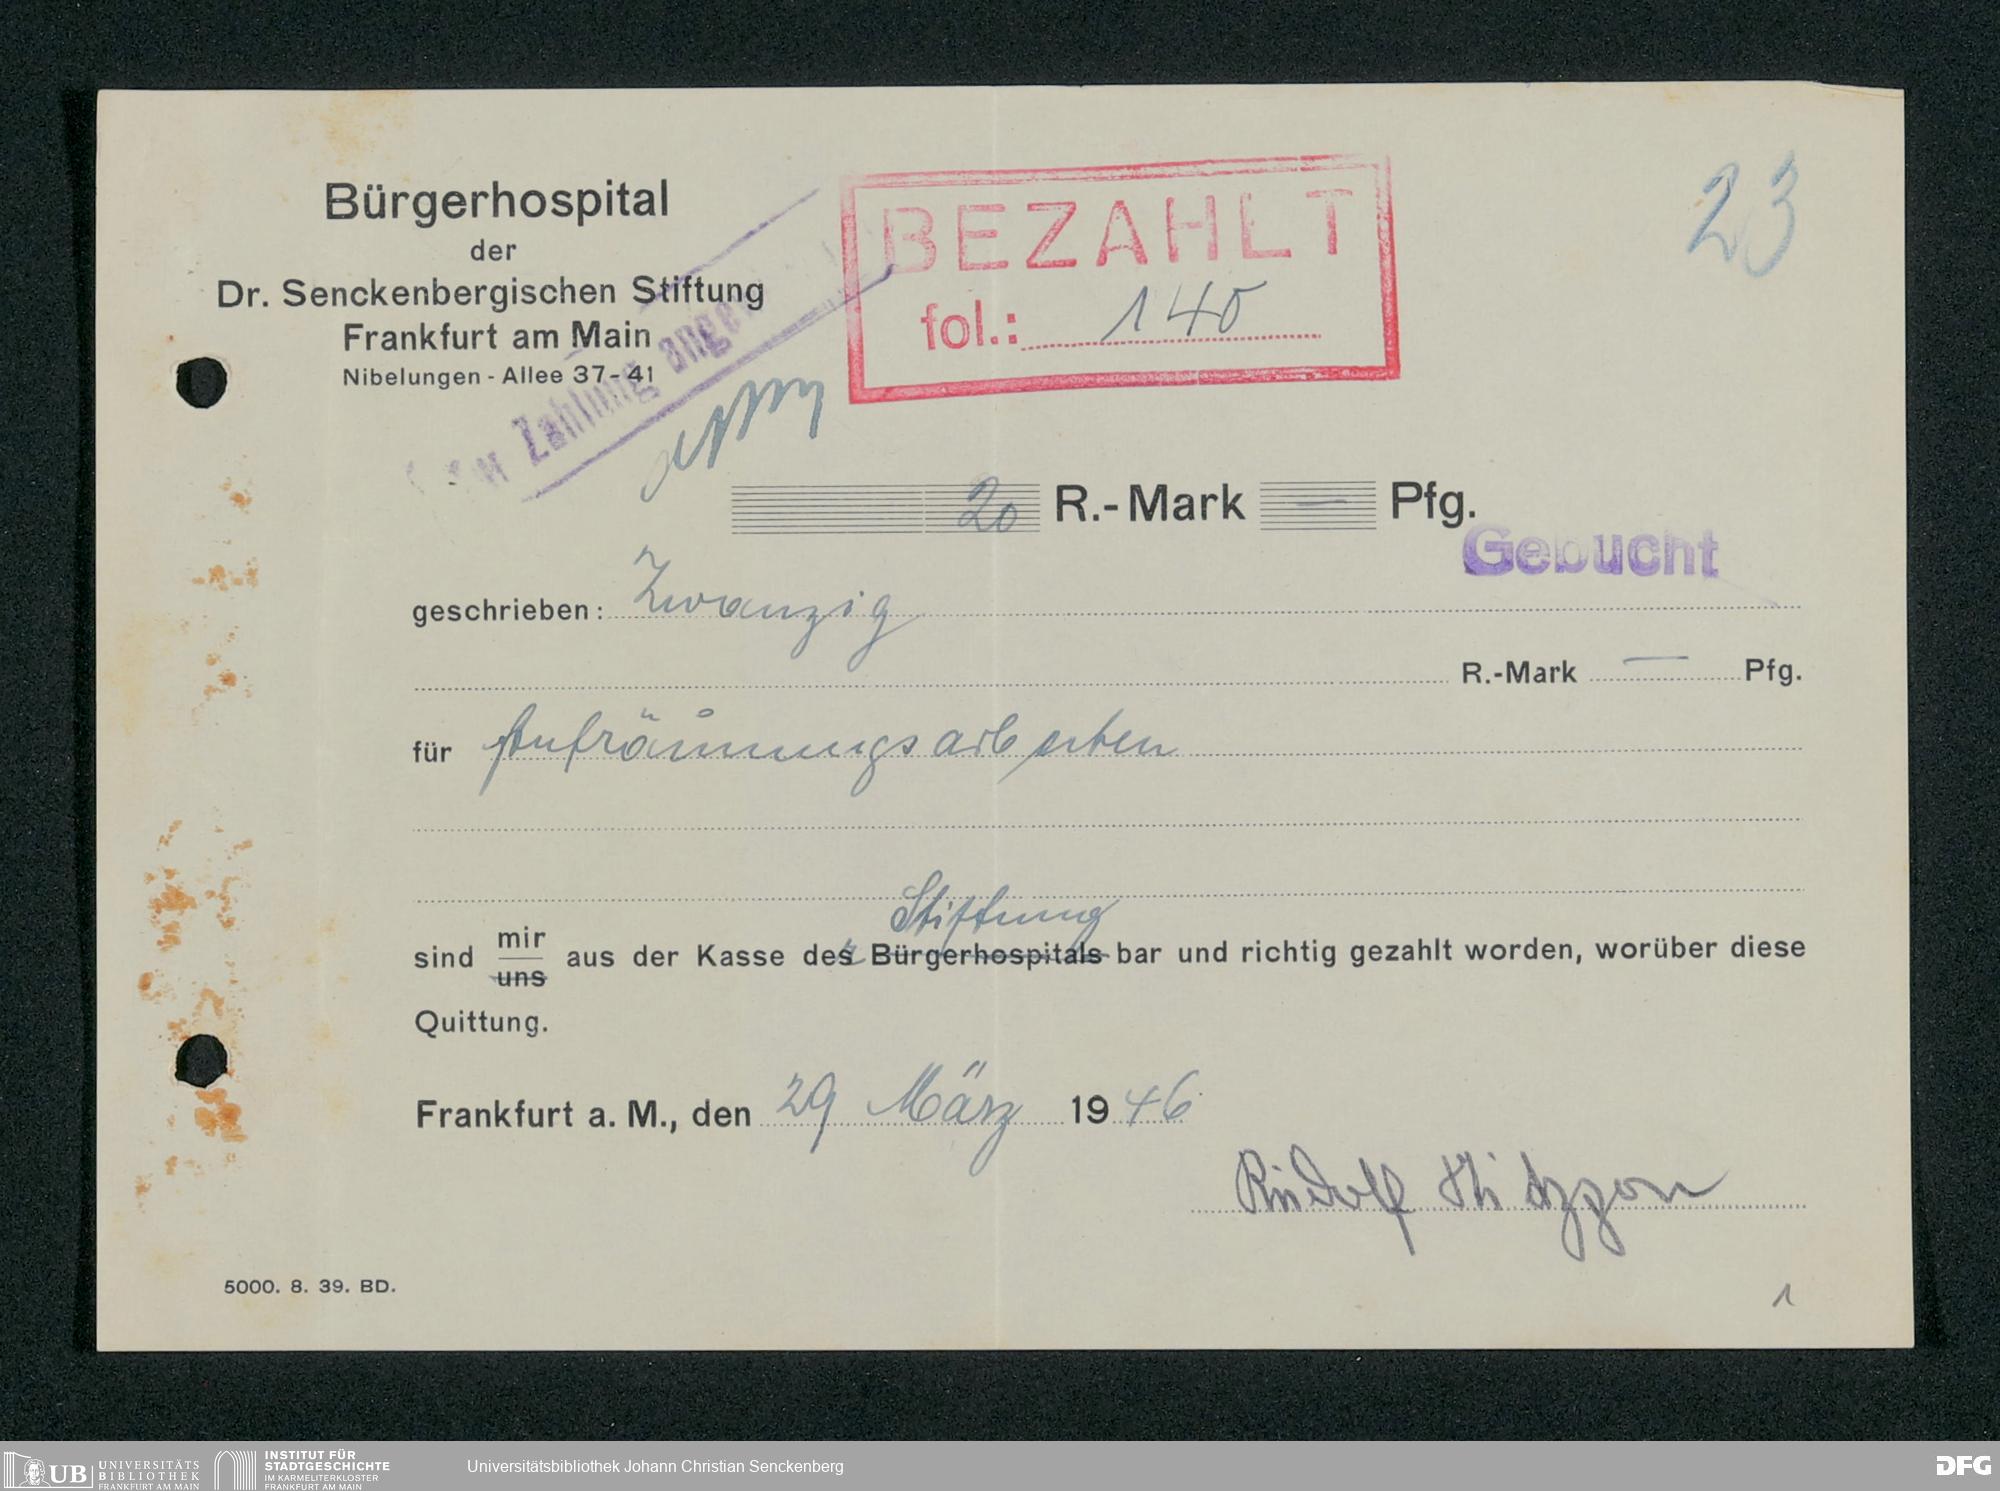 23
Bürgerhospital
der
Dr. Senckenbergischen Stiftung
Frankfurt am Main
Nibelungen-Allee 37-41
BEZAHLT
fol.: 140
Zahlung
20 R.-Mark — Pfg.
Gebucht
geschrieben: Zwanzig
R.-Mark — Pfg.
für Aufräumungsarbeiten
Stiftung
sind mir aus der Kasse des Bürgerhospitals bar und richtig gezahlt worden, worüber diese
uns
Quittung.
Frankfurt a. M., den 29 März 1946
Rudolf
5000. 8. 39. BD.
1
UB UNIVERSITÄTS
BIBLIOTHEK
FRANKFURT AM MAIN
INSTITUT FÜR
STADTGESCHICHTE
IM KARMELITERKLOSTER
FRANKFURT AM MAIN
Universitätsbibliothek Johann Christian Senckenberg
DFG